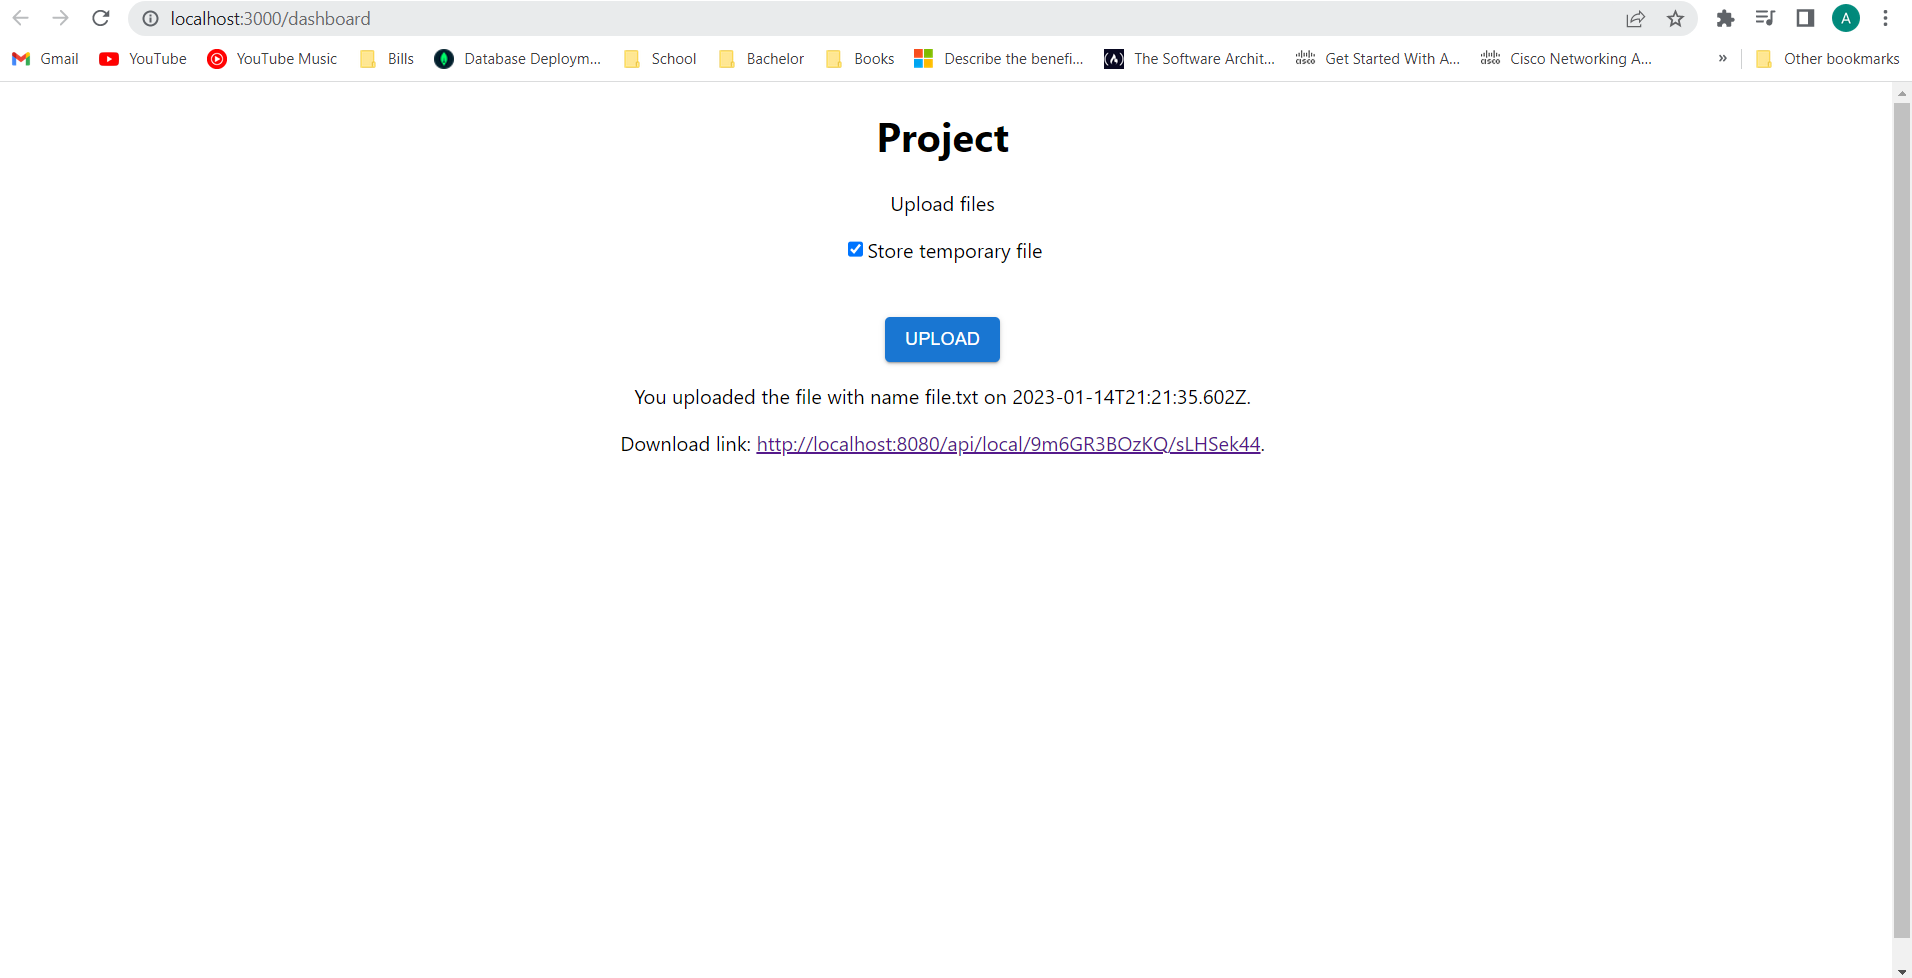 localhost:3000/dashboard
A
Gmail YouTube YouTube Music Bills Database Deploym... School Bachelor Books Describe the benefi... The Software Archit... Get Started With A... Cisco Networking A... » Other bookmarks
Project
Upload files
Store temporary file
UPLOAD
You uploaded the file with name file.txt on 2023-01-14T21:21:35.602Z.
Download link: http://localhost:8080/api/local/9m6GR3BOzKQ/sLHSek44.